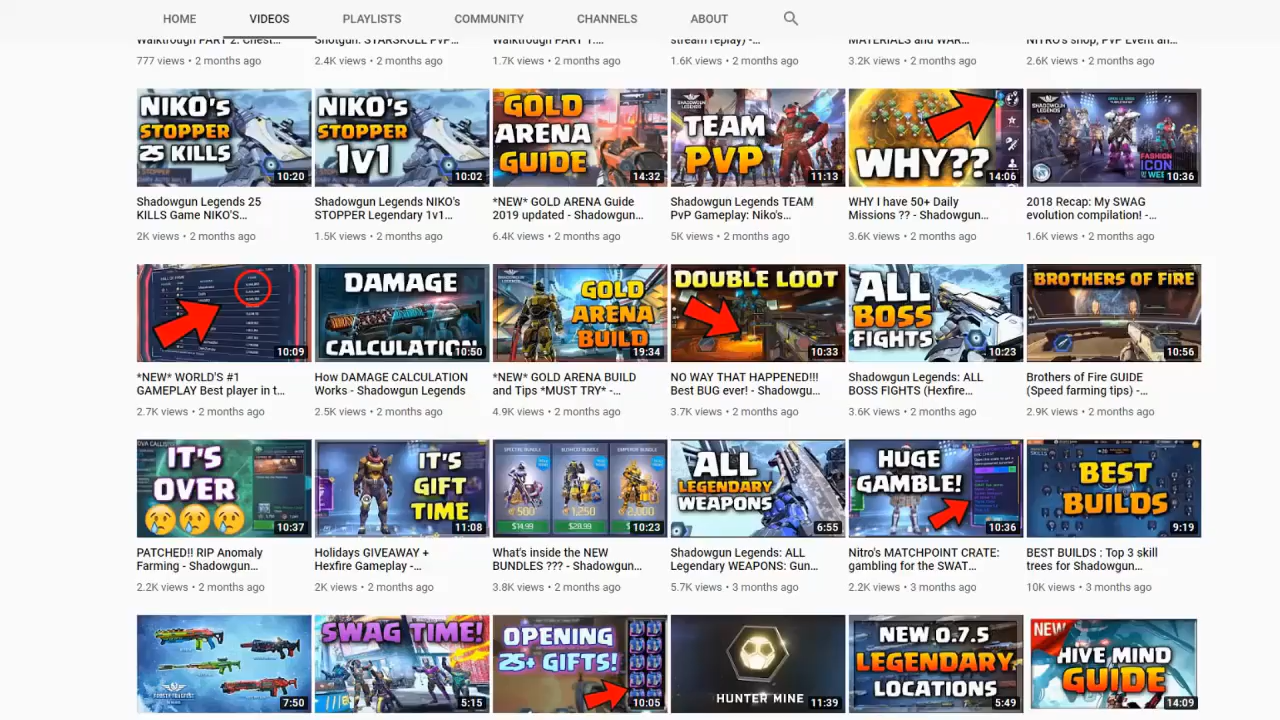 HOME VIDEOS PLAYLISTS COMMUNITY CHANNELS ABOUT
777 views • 2 months ago
2.4K views • 2 months ago
1.7K views • 2 months ago
1.6K views • 2 months ago
3.2K views • 2 months ago
2.6K views • 2 months ago
NIKO's
STOPPER
25 KILLS
10:20
NIKO's
STOPPER
1v1
10:02
GOLD
ARENA
GUIDE
14:32
SHADOWGUN
LEGENDS
TEAM
PVP
11:13
WHY??
14:06
SHADOWGUN
LEGENDS
FASHION
ICON
10:36
Shadowgun Legends 25
KILLS Game NIKO'S...
2K views • 2 months ago
Shadowgun Legends NIKO's
STOPPER Legendary 1v1...
1.5K views • 2 months ago
*NEW* GOLD ARENA Guide
2019 updated - Shadowgun...
6.4K views • 2 months ago
Shadowgun Legends TEAM
PvP Gameplay: Niko's...
5K views • 2 months ago
WHY I have 50+ Daily
Missions ?? - Shadowgun...
3.6K views • 2 months ago
2018 Recap: My SWAG
evolution compilation! -...
1.6K views • 2 months ago
10:09
DAMAGE
CALCULATION
10:50
GOLD
ARENA
BUILD
19:34
DOUBLE LOOT
10:33
ALL
BOSS
FIGHTS
10:23
BROTHERS OF FIRE
10:56
*NEW* WORLD'S #1
GAMEPLAY Best player in t...
2.7K views • 2 months ago
How DAMAGE CALCULATION
Works - Shadowgun Legends
2.5K views • 2 months ago
*NEW* GOLD ARENA BUILD
and Tips *MUST TRY* -...
4.9K views • 2 months ago
NO WAY THAT HAPPENED!!!
Best BUG ever! - Shadowgu...
3.7K views • 2 months ago
Shadowgun Legends: ALL
BOSS FIGHTS (Hexfire...
3.6K views • 2 months ago
Brothers of Fire GUIDE
(Speed farming tips) -...
2.9K views • 2 months ago
IT'S
OVER
10:37
IT'S
GIFT
TIME
11:08
500
1,250
2,000
$14.99
$28.99
10:23
ALL
LEGENDARY
WEAPONS
6:55
HUGE
GAMBLE!
10:36
BEST
BUILDS
9:19
PATCHED!! RIP Anomaly
Farming - Shadowgun...
2.2K views • 2 months ago
Holidays GIVEAWAY +
Hexfire Gameplay -...
2K views • 2 months ago
What's inside the NEW
BUNDLES ??? - Shadowgun...
3.8K views • 2 months ago
Shadowgun Legends: ALL
Legendary WEAPONS: Gun...
5.7K views • 3 months ago
Nitro's MATCHPOINT CRATE:
gambling for the SWAT...
2.2K views • 3 months ago
BEST BUILDS : Top 3 skill
trees for Shadowgun...
10K views • 3 months ago
7:50
SWAG TIME!
5:15
OPENING
25+ GIFTS!
10:05
HUNTER MINE
11:39
NEW 0.7.5
LEGENDARY
LOCATIONS
5:49
NEW
HIVE MIND
GUIDE
14:09